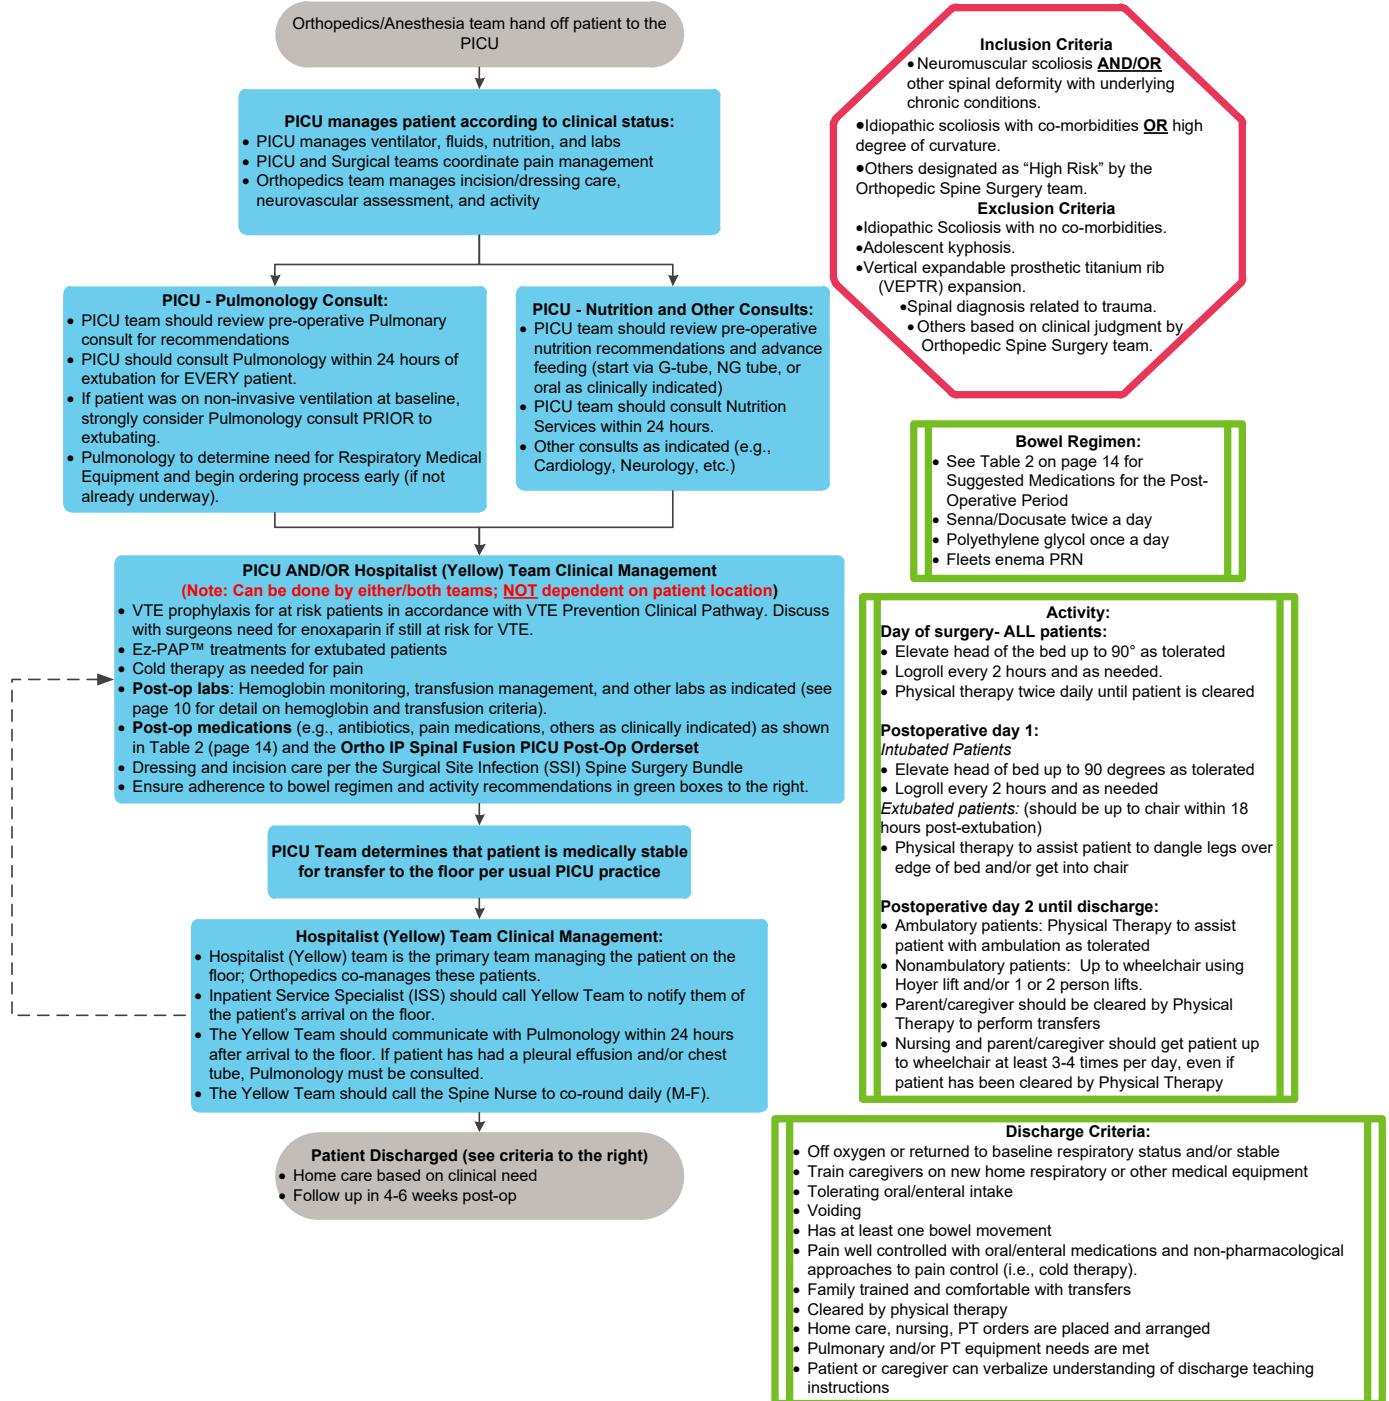 Orthopedics/Anesthesia team hand off patient to the
PICU
PICU manages patient according to clinical status:
• PICU manages ventilator, fluids, nutrition, and labs
• PICU and Surgical teams coordinate pain management
• Orthopedics team manages incision/dressing care,
neurovascular assessment, and activity
PICU - Pulmonology Consult:
• PICU team should review pre-operative Pulmonary
consult for recommendations
• PICU should consult Pulmonology within 24 hours of
extubation for EVERY patient.
• If patient was on non-invasive ventilation at baseline,
strongly consider Pulmonology consult PRIOR to
extubating.
• Pulmonology to determine need for Respiratory Medical
Equipment and begin ordering process early (if not
already underway).
PICU - Nutrition and Other Consults:
• PICU team should review pre-operative
nutrition recommendations and advance
feeding (start via G-tube, NG tube, or
oral as clinically indicated)
• PICU team should consult Nutrition
Services within 24 hours.
• Other consults as indicated (e.g.,
Cardiology, Neurology, etc.)
PICU AND/OR Hospitalist (Yellow) Team Clinical Management
(Note: Can be done by either/both teams; NOT dependent on patient location)
• VTE prophylaxis for at risk patients in accordance with VTE Prevention Clinical Pathway. Discuss
with surgeons need for enoxaparin if still at risk for VTE.
• Ez-PAP™ treatments for extubated patients
• Cold therapy as needed for pain
• Post-op labs: Hemoglobin monitoring, transfusion management, and other labs as indicated (see
page 10 for detail on hemoglobin and transfusion criteria).
• Post-op medications (e.g., antibiotics, pain medications, others as clinically indicated) as shown
in Table 2 (page 14) and the Ortho IP Spinal Fusion PICU Post-Op Orderset
• Dressing and incision care per the Surgical Site Infection (SSI) Spine Surgery Bundle
• Ensure adherence to bowel regimen and activity recommendations in green boxes to the right.
PICU Team determines that patient is medically stable
for transfer to the floor per usual PICU practice
Hospitalist (Yellow) Team Clinical Management:
• Hospitalist (Yellow) team is the primary team managing the patient on the
floor; Orthopedics co-manages these patients.
• Inpatient Service Specialist (ISS) should call Yellow Team to notify them of
the patient's arrival on the floor.
• The Yellow Team should communicate with Pulmonology within 24 hours
after arrival to the floor. If patient has had a pleural effusion and/or chest
tube, Pulmonology must be consulted.
• The Yellow Team should call the Spine Nurse to co-round daily (M-F).
Patient Discharged (see criteria to the right)
• Home care based on clinical need
• Follow up in 4-6 weeks post-op
Inclusion Criteria
• Neuromuscular scoliosis AND/OR
other spinal deformity with underlying
chronic conditions.
•Idiopathic scoliosis with co-morbidities OR high
degree of curvature.
•Others designated as “High Risk” by the
Orthopedic Spine Surgery team.
Exclusion Criteria
•Idiopathic Scoliosis with no co-morbidities.
•Adolescent kyphosis.
•Vertical expandable prosthetic titanium rib
(VEPTR) expansion.
•Spinal diagnosis related to trauma.
• Others based on clinical judgment by
Orthopedic Spine Surgery team.
Bowel Regimen:
• See Table 2 on page 14 for
Suggested Medications for the Post-
Operative Period
• Senna/Docusate twice a day
• Polyethylene glycol once a day
• Fleets enema PRN
Activity:
Day of surgery- ALL patients:
• Elevate head of the bed up to 90° as tolerated
• Logroll every 2 hours and as needed.
• Physical therapy twice daily until patient is cleared
Postoperative day 1:
Intubated Patients
• Elevate head of bed up to 90 degrees as tolerated
• Logroll every 2 hours and as needed
Extubated patients: (should be up to chair within 18
hours post-extubation)
• Physical therapy to assist patient to dangle legs over
edge of bed and/or get into chair
Postoperative day 2 until discharge:
• Ambulatory patients: Physical Therapy to assist
patient with ambulation as tolerated
• Nonambulatory patients: Up to wheelchair using
Hoyer lift and/or 1 or 2 person lifts.
• Parent/caregiver should be cleared by Physical
Therapy to perform transfers
• Nursing and parent/caregiver should get patient up
to wheelchair at least 3-4 times per day, even if
patient has been cleared by Physical Therapy
Discharge Criteria:
• Off oxygen or returned to baseline respiratory status and/or stable
• Train caregivers on new home respiratory or other medical equipment
• Tolerating oral/enteral intake
• Voiding
• Has at least one bowel movement
• Pain well controlled with oral/enteral medications and non-pharmacological
approaches to pain control (i.e., cold therapy).
• Family trained and comfortable with transfers
• Cleared by physical therapy
• Home care, nursing, PT orders are placed and arranged
• Pulmonary and/or PT equipment needs are met
• Patient or caregiver can verbalize understanding of discharge teaching
instructions